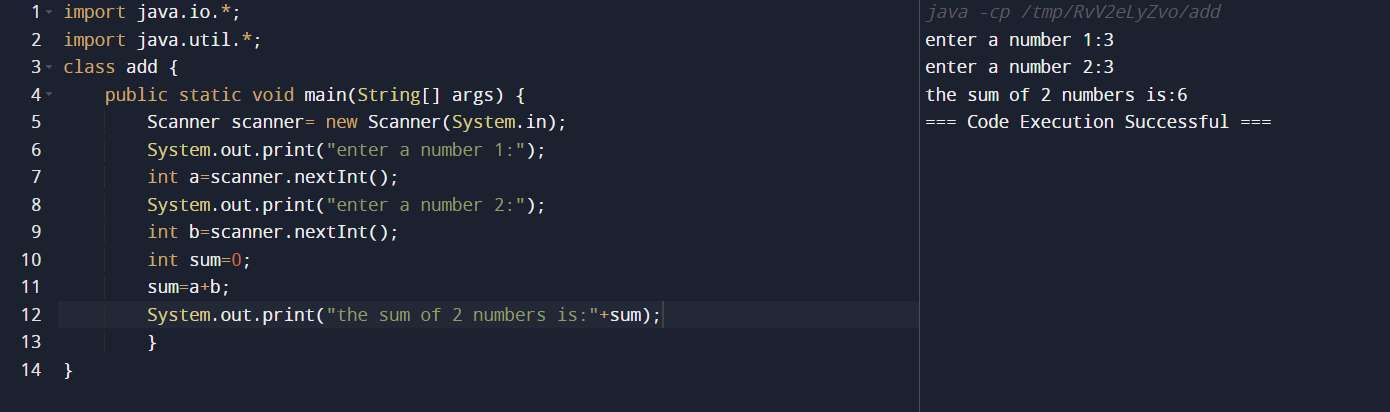 1 import java.io.*;
2 import java.util.*;
3 class add {
4     public static void main(String[] args) {
5         Scanner scanner= new Scanner(System.in);
6         System.out.print("enter a number 1:");
7         int a=scanner.nextInt();
8         System.out.print("enter a number 2:");
9         int b=scanner.nextInt();
10         int sum=0;
11         sum=a+b;
12         System.out.print("the sum of 2 numbers is:"+sum);
13         }
14 }
java -cp /tmp/RvV2eLyZvo/add
enter a number 1:3
enter a number 2:3
the sum of 2 numbers is:6
=== Code Execution Successful ===